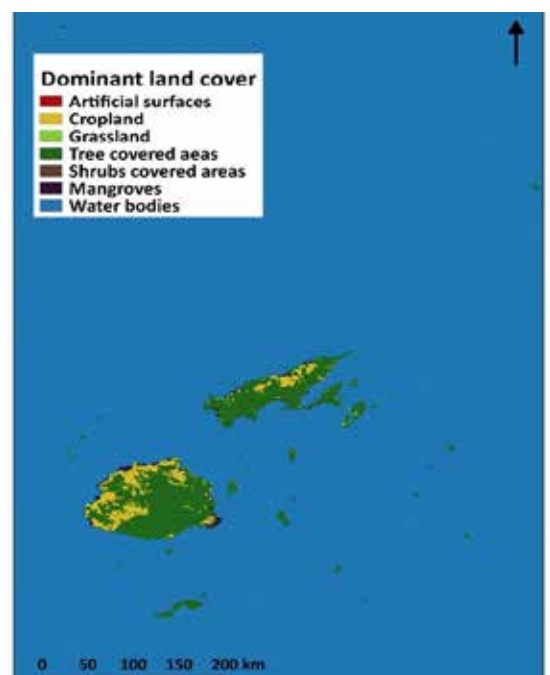 Dominant land cover
Artificial surfaces
Cropland
Grassland
Tree covered aeas
Shrubs covered areas
Mangroves
Water bodies
0 50 100 150 200 km